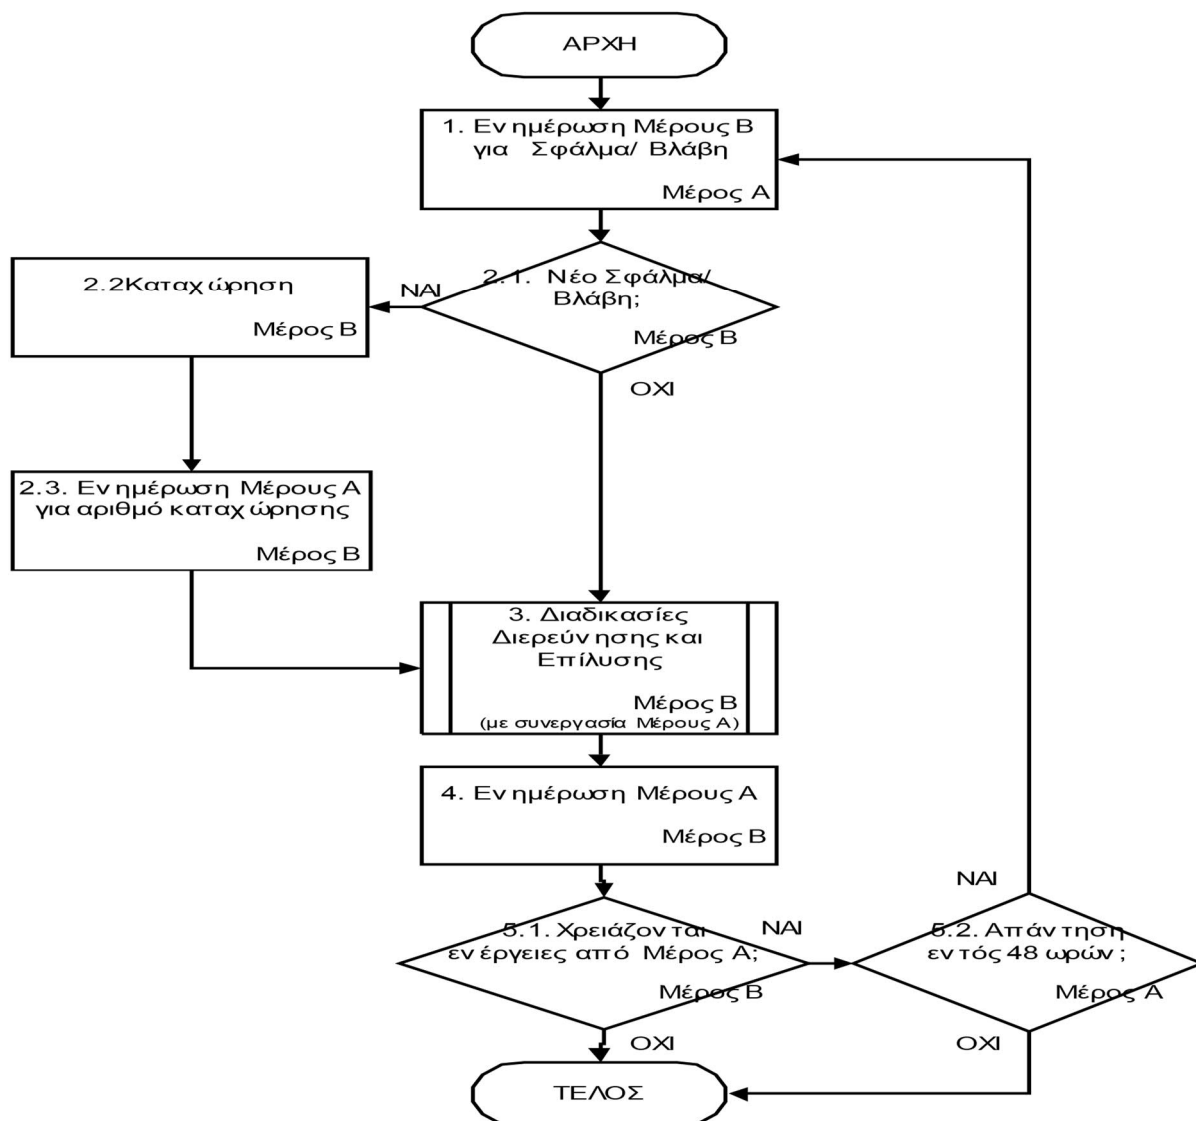 ΑΡΧΗ
1. Ενημέρωση Μέρους Β
για Σφάλμα/ Βλάβη
Μέρος Α
2.1. Νέο Σφάλμα/
Βλάβη;
Μέρος Β
ΝΑΙ
2.2Καταχώρηση
Μέρος Β
ΟΧΙ
2.3. Ενημέρωση Μέρους Α
για αριθμό καταχώρησης
Μέρος Β
3. Διαδικασίες
Διερεύνησης και
Επίλυσης
Μέρος Β
(με συνεργασία Μέρους Α)
4. Ενημέρωση Μέρους Α
Μέρος Β
5.1. Χρειάζονται
ενέργειες από Μέρος Α;
Μέρος Β
ΝΑΙ
ΝΑΙ
5.2. Απάντηση
εντός 48 ωρών;
Μέρος Α
ΟΧΙ
ΟΧΙ
ΤΕΛΟΣ